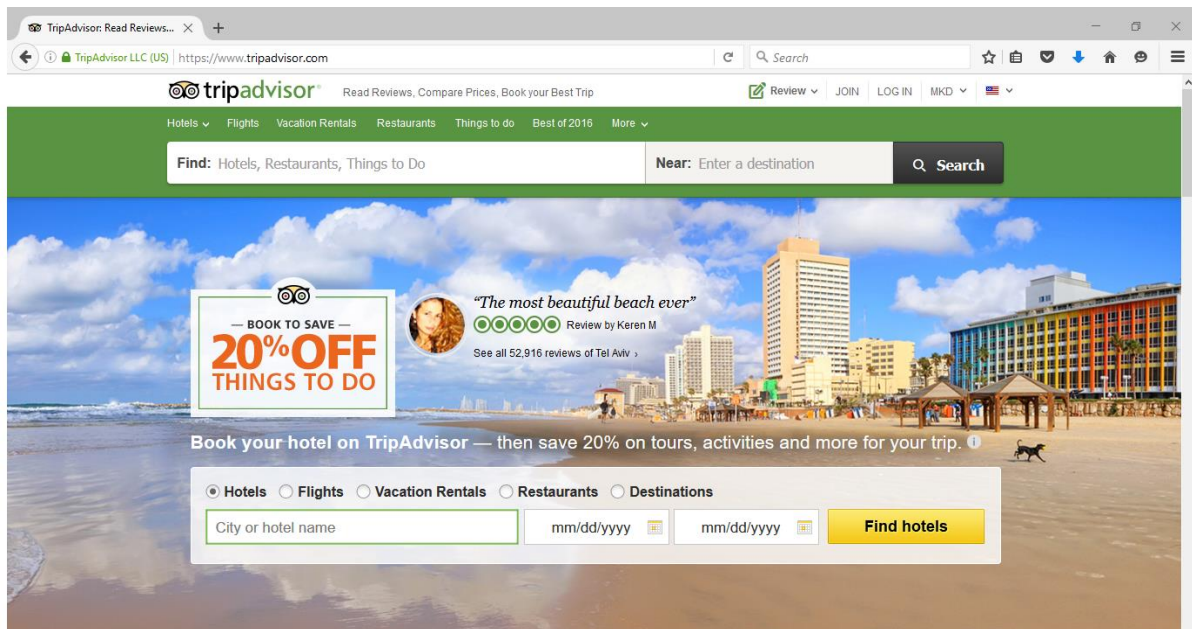 TripAdvisor: Read Reviews...
TripAdvisor LLC (US) https://www.tripadvisor.com Search
tripadvisor® Read Reviews, Compare Prices, Book your Best Trip Review JOIN LOG IN MKD
Hotels Flights Vacation Rentals Restaurants Things to do Best of 2016 More
Find: Hotels, Restaurants, Things to Do Near: Enter a destination Search
— BOOK TO SAVE —
20% OFF
THINGS TO DO
“The most beautiful beach ever”
Review by Keren M
See all 52,916 reviews of Tel Aviv ›
Book your hotel on TripAdvisor — then save 20% on tours, activities and more for your trip. i
Hotels Flights Vacation Rentals Restaurants Destinations
City or hotel name mm/dd/yyyy mm/dd/yyyy Find hotels